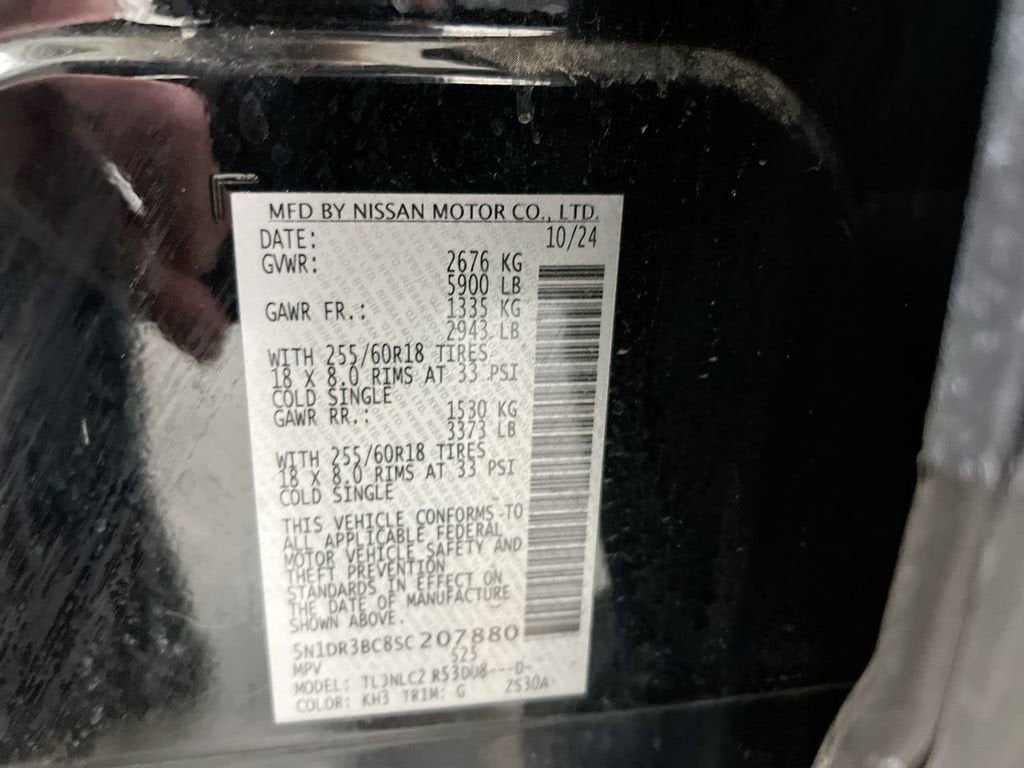 MFD BY NISSAN MOTOR CO., LTD.
DATE: 10/24
GVWR: 2676 KG
5900 LB
GAWR FR.: 1335 KG
2943 LB
WITH 255/60R18 TIRES
18 X 8.0 RIMS AT 33 PSI
COLD SINGLE
GAWR RR.: 1530 KG
3373 LB
WITH 255/60R18 TIRES
18 X 8.0 RIMS AT 33 PSI
COLD SINGLE
THIS VEHICLE CONFORMS TO
ALL APPLICABLE FEDERAL
MOTOR VEHICLE SAFETY AND
THEFT PREVENTION
STANDARDS IN EFFECT ON
THE DATE OF MANUFACTURE
SHOWN ABOVE.
5N1DR3BC8SC207880
MPV S25
MODEL: TL3NLC2 R53DU8---D-
COLOR: KH3 TRIM: G ZS30A